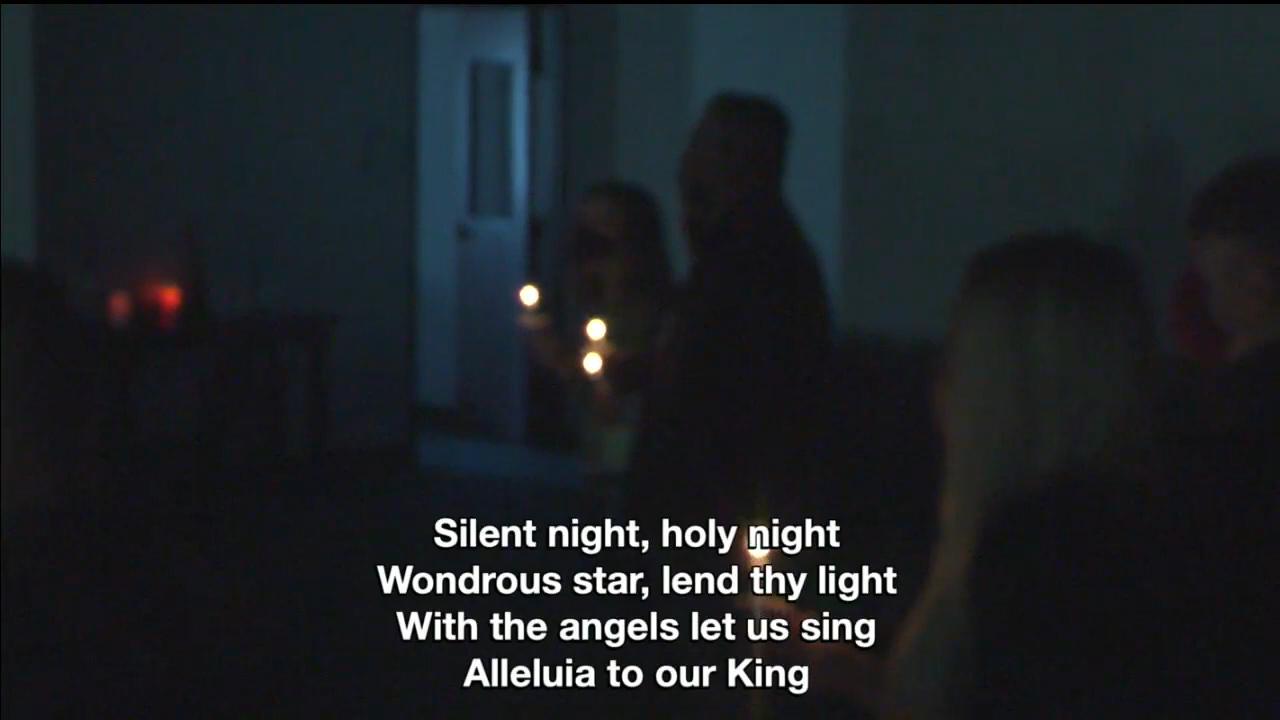 Silent night, holy night
Wondrous star, lend thy light
With the angels let us sing
Alleluia to our King